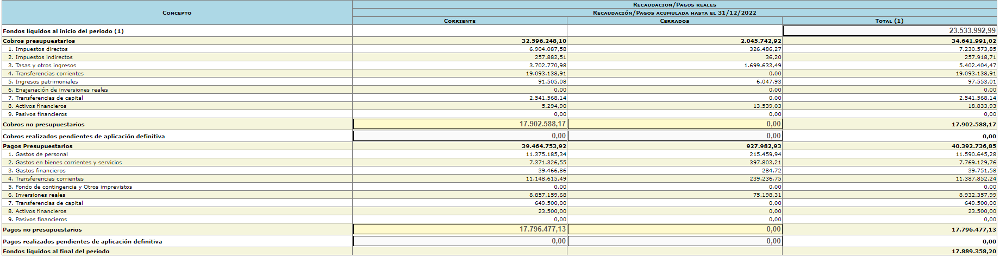 CONCEPTO
RECAUDACION/PAGOS REALES
RECAUDACIÓN/PAGOS ACUMULADA HASTA EL 31/12/2022
CORRIENTE CERRADOS TOTAL (1)
Fondos líquidos al inicio del periodo (1) 23.533.992,99
Cobros presupuestarios 32.596.248,10 2.045.742,92 34.641.991,02
1. Impuestos directos 6.904.087,58 326.486,27 7.230.573,85
2. Impuestos indirectos 257.882,51 36,20 257.918,71
3. Tasas y otros ingresos 3.702.770,98 1.699.633,49 5.402.404,47
4. Transferencias corrientes 19.093.138,91 0,00 19.093.138,91
5. Ingresos patrimoniales 91.505,08 6.047,93 97.553,01
6. Enajenación de inversiones reales 0,00 0,00 0,00
7. Transferencias de capital 2.541.568,14 0,00 2.541.568,14
8. Activos financieros 5.294,90 13.539,03 18.833,93
9. Pasivos financieros 0,00 0,00 0,00
Cobros no presupuestarios 17.902.588,17 0,00 17.902.588,17
Cobros realizados pendientes de aplicación definitiva 0,00 0,00 0,00
Pagos Presupuestarios 39.464.753,92 927.982,93 40.392.736,85
1. Gastos de personal 11.375.185,34 215.459,94 11.590.645,28
2. Gastos en bienes corrientes y servicios 7.371.326,55 397.803,21 7.769.129,76
3. Gastos financieros 39.466,86 284,72 39.751,58
4. Transferencias corrientes 11.148.615,49 239.236,75 11.387.852,24
5. Fondo de contingencia y Otros imprevistos 0,00 0,00 0,00
6. Inversiones reales 8.857.159,68 75.198,31 8.932.357,99
7. Transferencias de capital 649.500,00 0,00 649.500,00
8. Activos financieros 23.500,00 0,00 23.500,00
9. Pasivos financieros 0,00 0,00 0,00
Pagos no presupuestarios 17.796.477,13 0,00 17.796.477,13
Pagos realizados pendientes de aplicación definitiva 0,00 0,00 0,00
Fondos líquidos al final del periodo 17.889.358,20